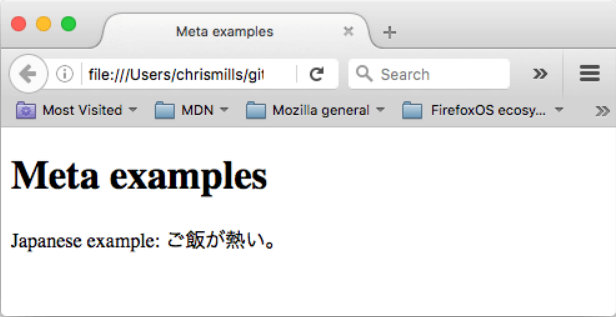 Meta examples
file:///Users/chrismills/git
Search
Most Visited
MDN
Mozilla general
FirefoxOS ecosy...
Meta examples
Japanese example: ご飯が熱い。